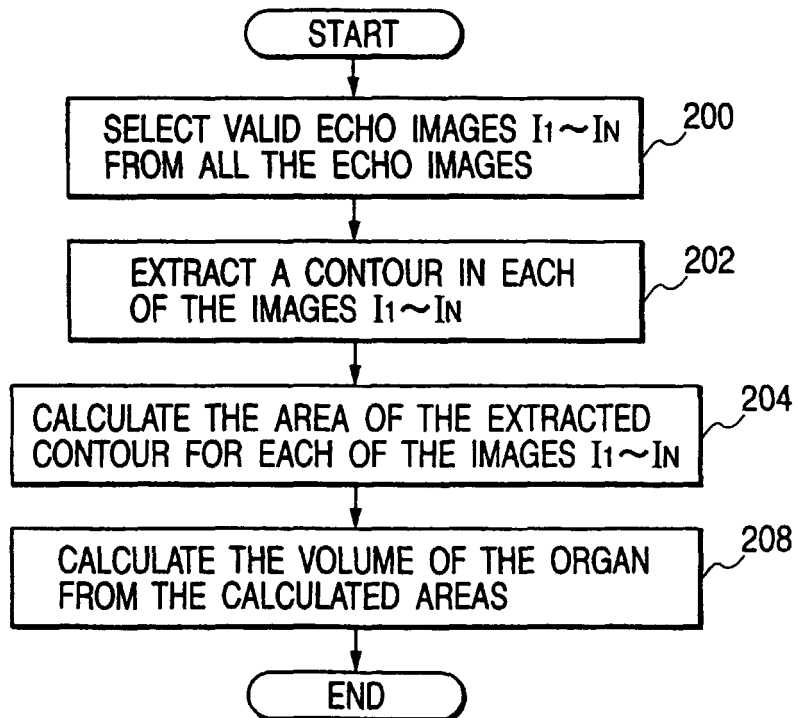 START
SELECT VALID ECHO IMAGES I1~IN
FROM ALL THE ECHO IMAGES
200
EXTRACT A CONTOUR IN EACH
OF THE IMAGES I1~IN
202
CALCULATE THE AREA OF THE EXTRACTED
CONTOUR FOR EACH OF THE IMAGES I1~IN
204
CALCULATE THE VOLUME OF THE ORGAN
FROM THE CALCULATED AREAS
208
END